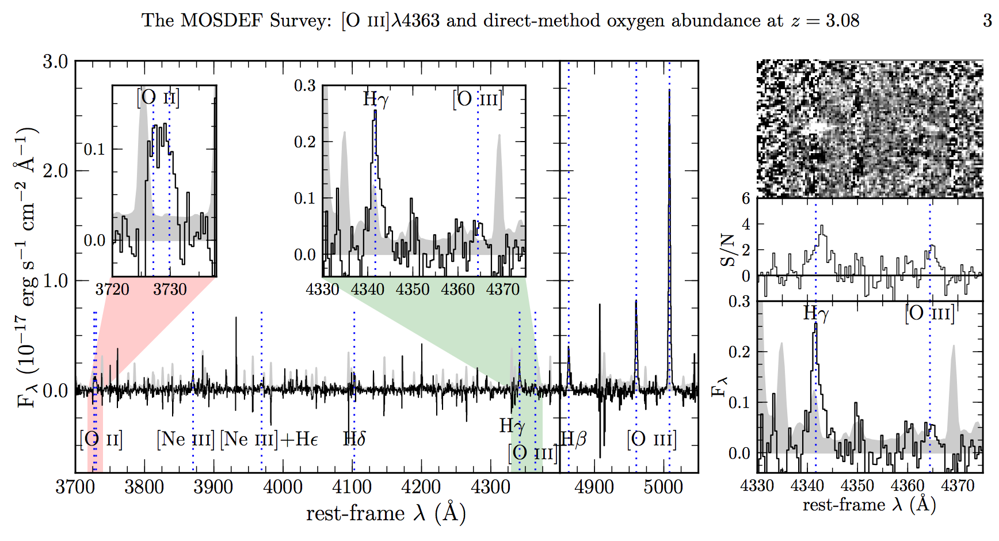 The MOSDEF Survey: [O III]λ4363 and direct-method oxygen abundance at z = 3.08 3
3.0
2.0
1.0
0.0
F_λ (10^−17 erg s^−1 cm^−2 Å^−1)
[O II]
0.1
0.0
3720 3730
0.3
0.2
0.1
0.0
Hγ [O III]
4330 4340 4350 4360 4370
[O II] [Ne III] [Ne III]+Hϵ Hδ Hγ [O III] Hβ [O III]
3700 3800 3900 4000 4100 4200 4300 4900 5000
rest-frame λ (Å)
6
4
2
0
S/N
0.3
0.2
0.1
0.0
F_λ
Hγ [O III]
4330 4340 4350 4360 4370
rest-frame λ (Å)